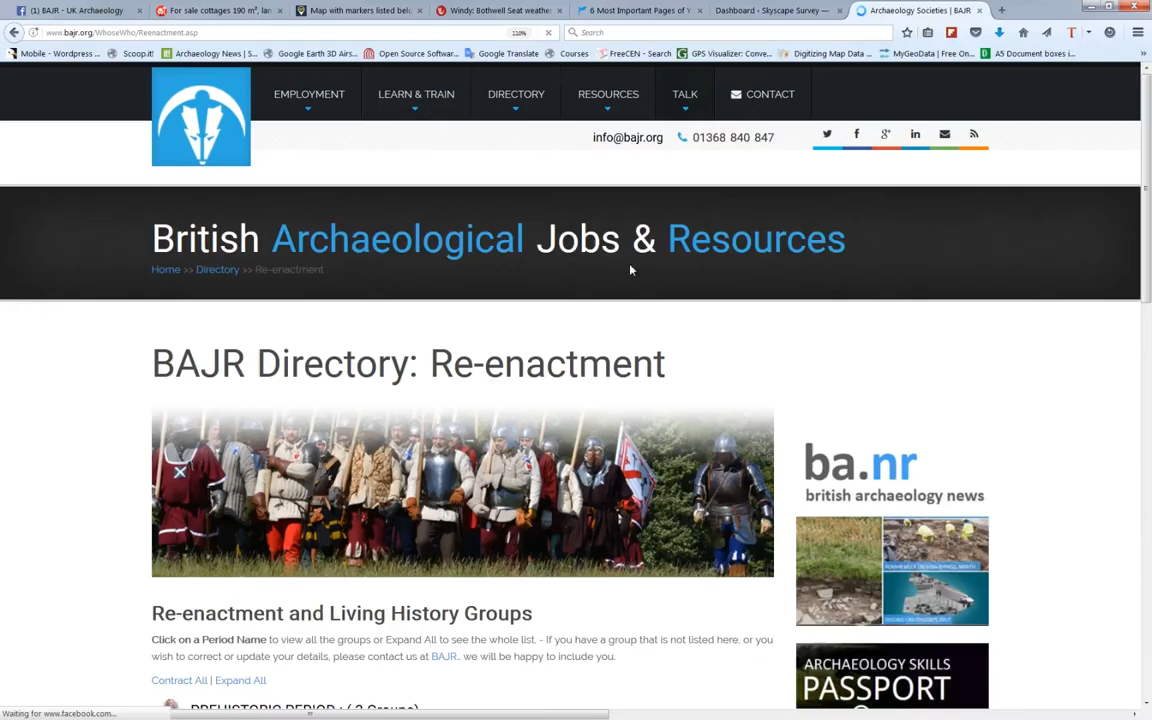 (1) BAJR - UK Archaeology
For sale cottages 190 m², lan
Map with markers listed belo
Windy: Bothwell Seat weathe
6 Most Important Pages of Y
Dashboard ‹ Skyscape Survey —
Archaeology Societies | BAJR
www.bajr.org/WhoseWho/Reenactment.asp
110%
Search
Mobile - Wordpress ...
Scoop.it!
Archaeology News | S...
Google Earth 3D Airs...
Open Source Softwar...
Google Translate
Courses
FreeCEN - Search
GPS Visualizer: Conve...
Digitizing Map Data ...
MyGeoData | Free On...
A5 Document boxes i...
EMPLOYMENT
LEARN & TRAIN
DIRECTORY
RESOURCES
TALK
CONTACT
info@bajr.org 01368 840 847
British Archaeological Jobs & Resources
Home >> Directory >> Re-enactment
BAJR Directory: Re-enactment
ba.nr
british archaeology news
Re-enactment and Living History Groups
Click on a Period Name to view all the groups or Expand All to see the whole list. - If you have a group that is not listed here, or you
wish to correct or update your details, please contact us at BAJR.. we will be happy to include you.
Contract All | Expand All
ARCHAEOLOGY SKILLS
PASSPORT
PREHISTORIC PERIOD : ( 2 Groups)
Waiting for www.facebook.com...